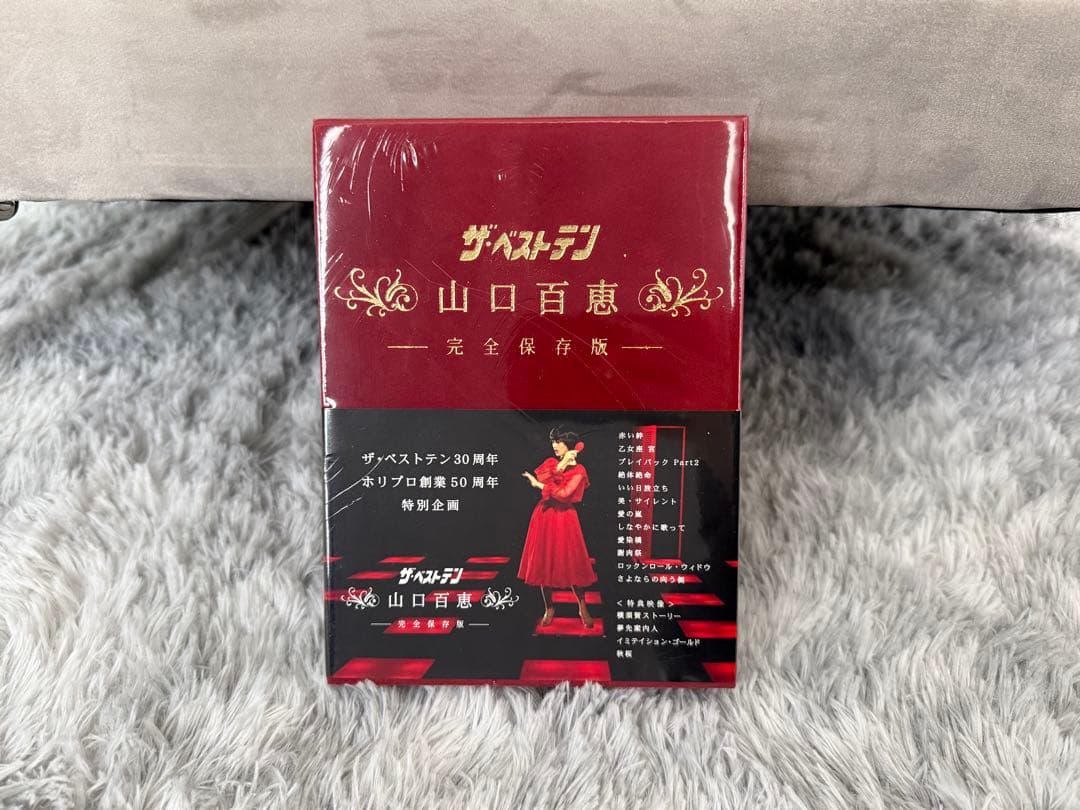 ザ・ベストテン
山口百恵
完全保存版
ザ・ベストテン30周年
ホリプロ創業50周年
特別企画
ザ・ベストテン
山口百恵
完全保存版
赤い絆
乙女座 宮
プレイバック Part2
絶体絶命
いい日旅立ち
美・サイレント
愛の嵐
しなやかに歌って
愛染橋
謝肉祭
ロックンロール・ウィドウ
さよならの向う側
<特典映像>
横須賀ストーリー
夢先案内人
イミテイション・ゴールド
秋桜